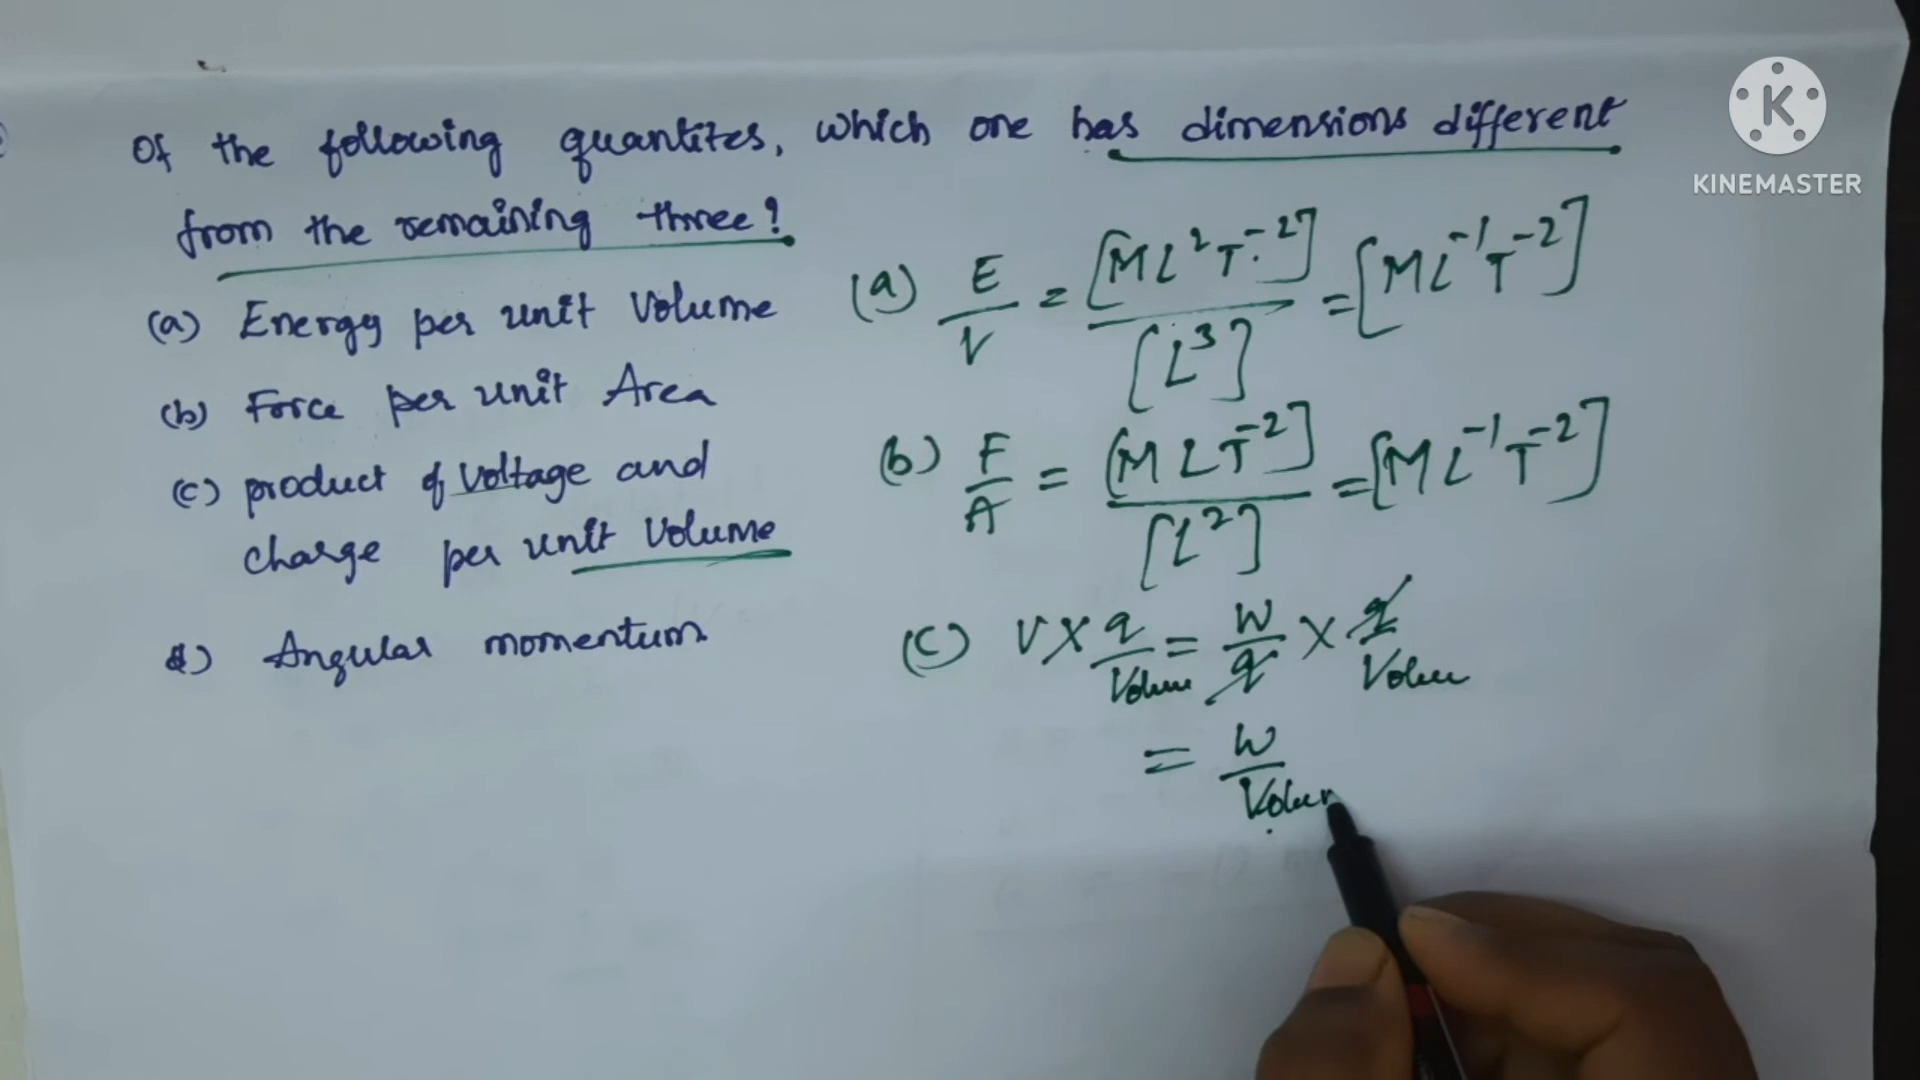 Of the following quantites, which one has dimensions different
from the remaining three?
(a) Energy per unit Volume
(b) Force per unit Area
(c) product of Voltage and
charge per unit Volume
d) Angular momentum
(a) E/V = [ML²T⁻²]/[L³] = [ML⁻¹T⁻²]
(b) F/A = [MLT⁻²]/[L²] = [ML⁻¹T⁻²]
(C) V X q/Volume = W/q X q/Volume
= W/Volum
K
KINEMASTER